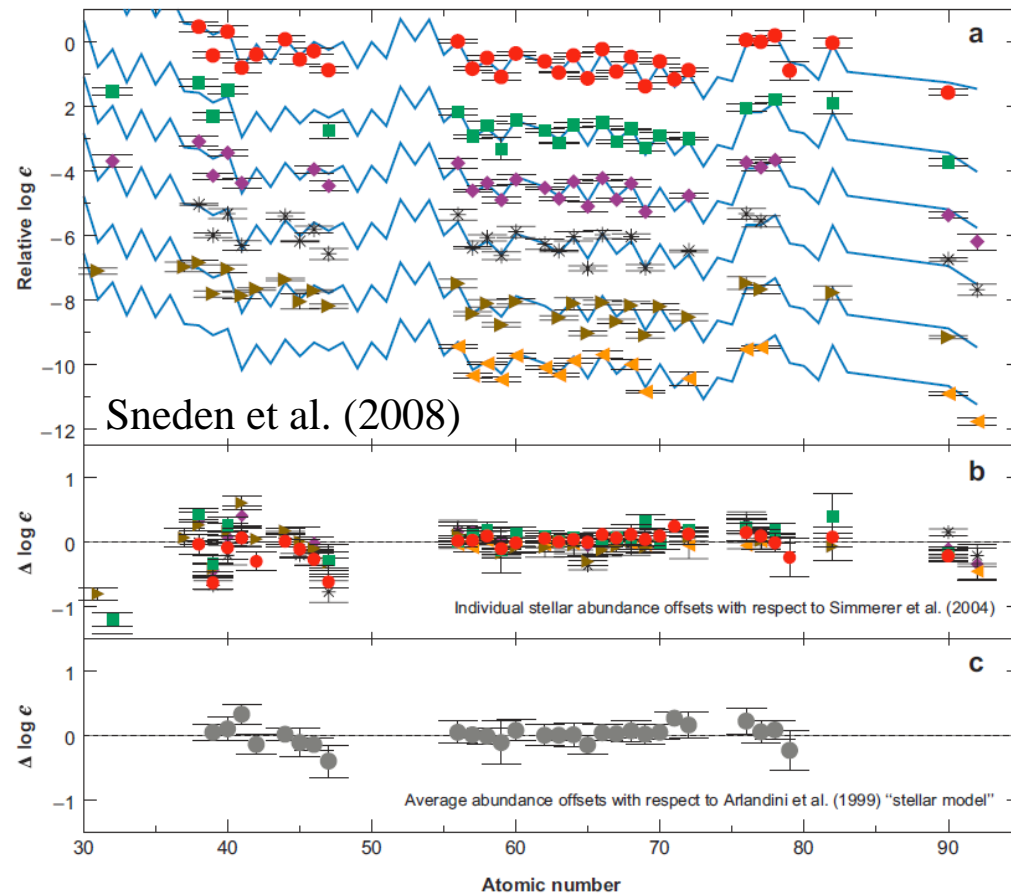 a
0
2
−4
−6
−8
−10
−12
Relative log ϵ
Sneden et al. (2008)
b
1
0
−1
Δ log ϵ
Individual stellar abundance offsets with respect to Simmerer et al. (2004)
c
1
0
−1
Δ log ϵ
Average abundance offsets with respect to Arlandini et al. (1999) “stellar model”
30 40 50 60 70 80 90
Atomic number